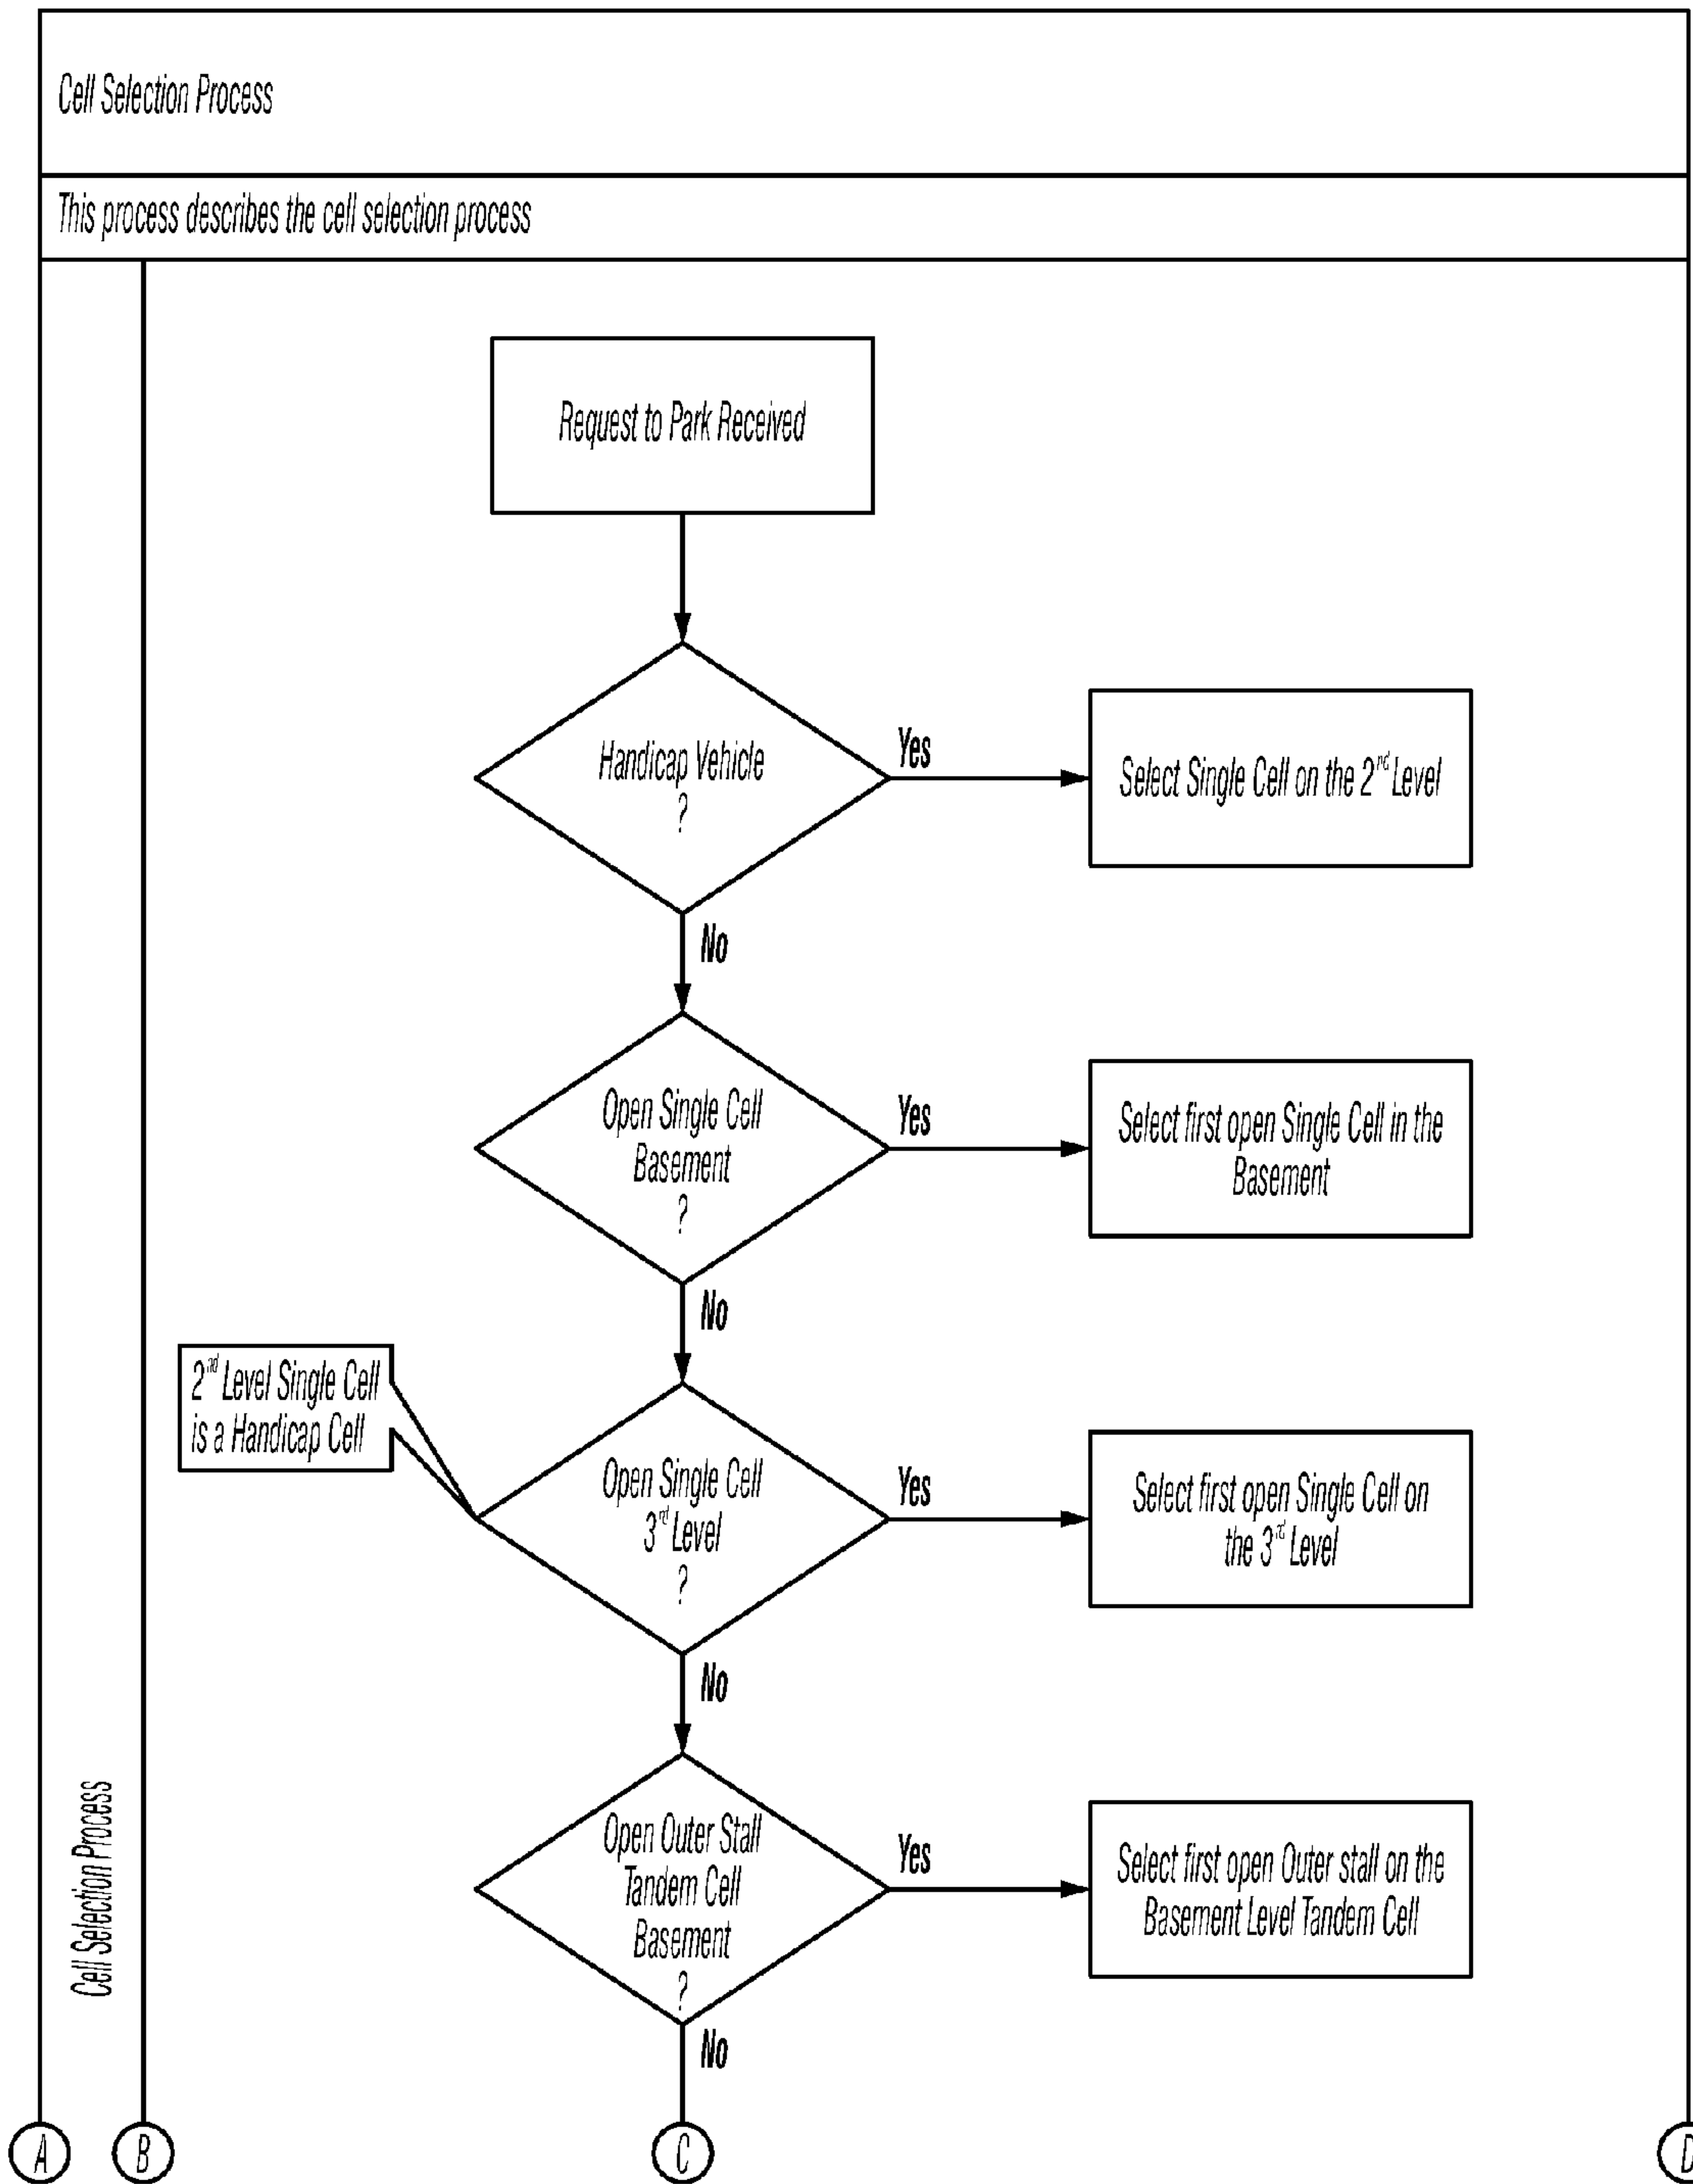 Cell Selection Process
This process describes the cell selection process
Request to Park Received
Handicap Vehicle
?
Yes
Select Single Cell on the 2nd Level
No
Open Single Cell
Basement
?
Yes
Select first open Single Cell in the
Basement
No
2nd Level Single Cell
is a Handicap Cell
Open Single Cell
3rd Level
?
Yes
Select first open Single Cell on
the 3rd Level
No
Open Outer Stall
Tandem Cell
Basement
?
Yes
Select first open Outer stall on the
Basement Level Tandem Cell
No
Cell Selection Process
A
B
C
D